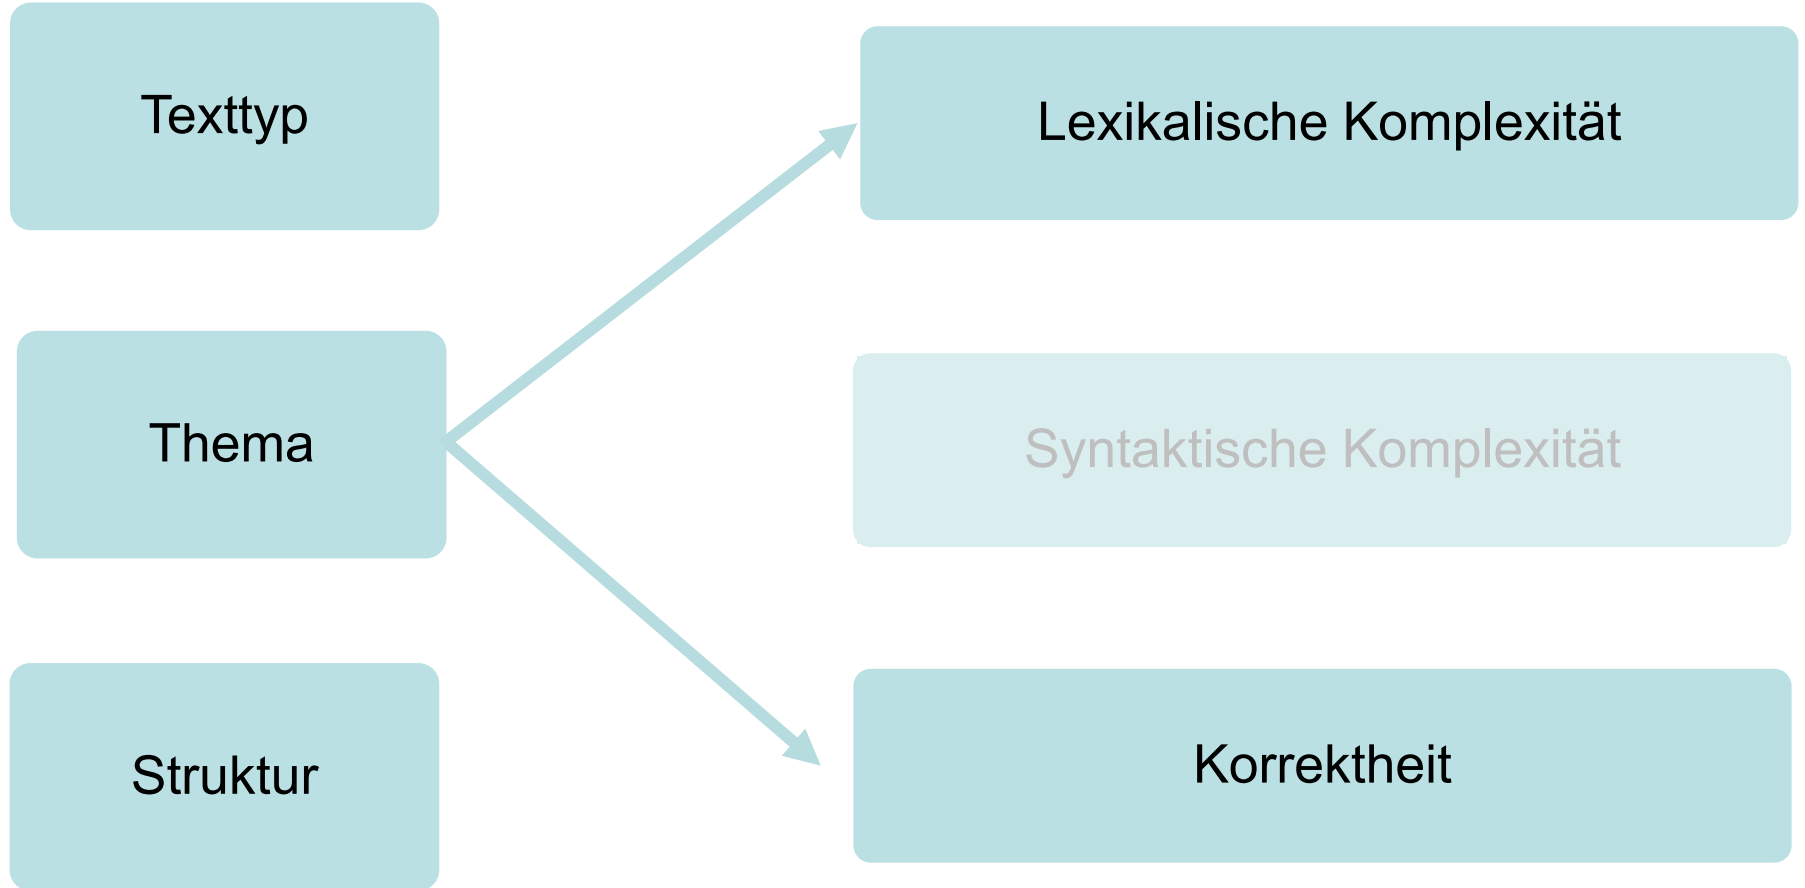 Texttyp
Lexikalische Komplexität
Thema
Syntaktische Komplexität
Struktur
Korrektheit